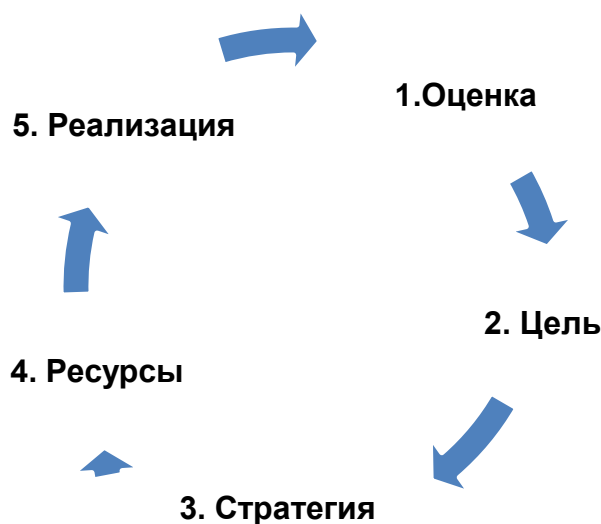 1.Оценка
2. Цель
3. Стратегия
4. Ресурсы
5. Реализация